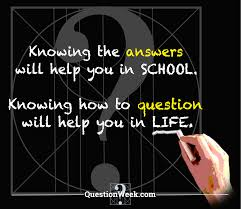 Knowing the answers
will help you in SCHOOL.
Knowing how to question
will help you in LIFE.
QuestionWeek.com
?